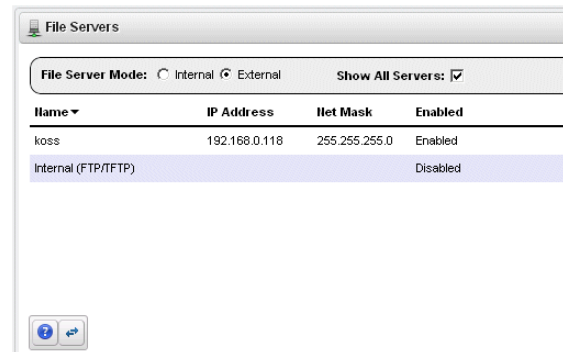 File Servers
File Server Mode: Internal External Show All Servers:
Name IP Address Net Mask Enabled
koss 192.168.0.118 255.255.255.0 Enabled
Internal (FTP/TFTP) Disabled
?